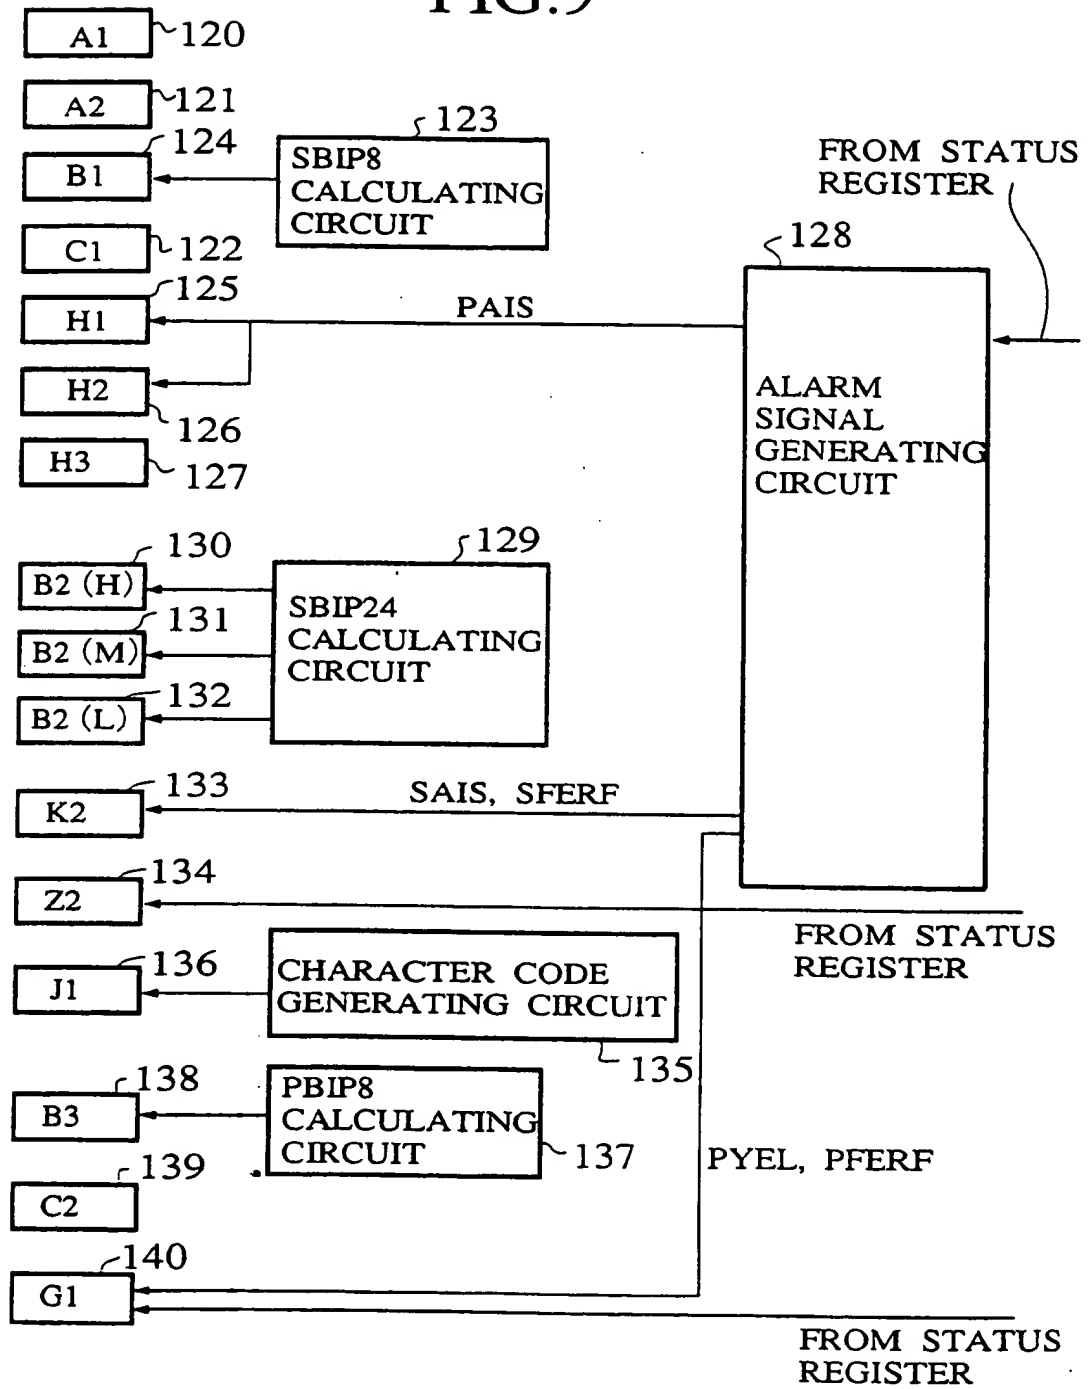 FIG.9
A1
120
A2
121
124
B1
123
SBIP8
CALCULATING
CIRCUIT
FROM STATUS
REGISTER
C1
122
128
125
H1
PAIS
H2
126
ALARM
SIGNAL
GENERATING
CIRCUIT
H3
127
130
B2 (H)
129
131
B2 (M)
SBIP24
CALCULATING
CIRCUIT
132
B2 (L)
133
K2
SAIS, SFERF
134
Z2
FROM STATUS
REGISTER
136
J1
CHARACTER CODE
GENERATING CIRCUIT
135
138
B3
PBIP8
CALCULATING
CIRCUIT
137
PYEL, PFERF
139
C2
140
G1
FROM STATUS
REGISTER